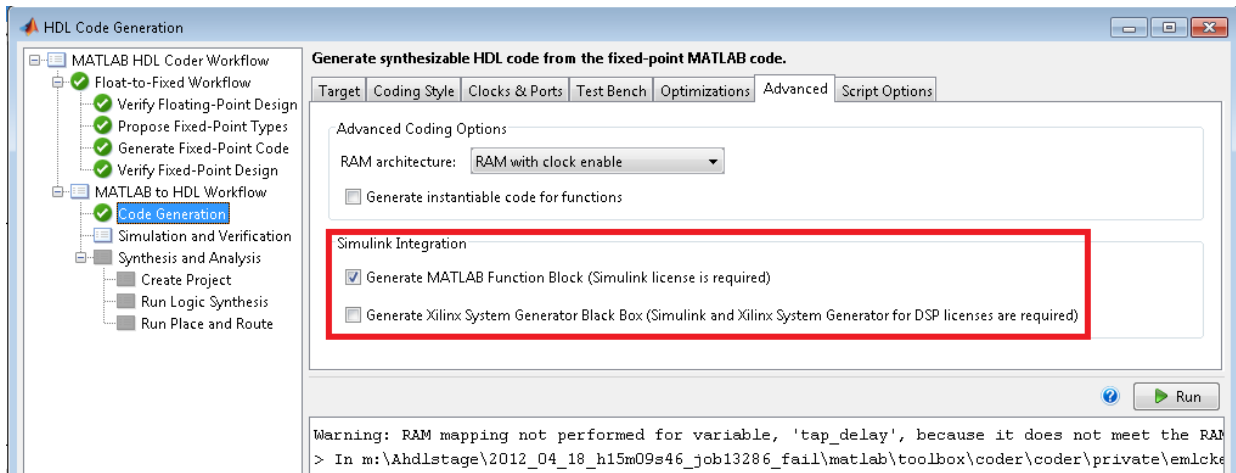 HDL Code Generation
MATLAB HDL Coder Workflow
Float-to-Fixed Workflow
Verify Floating-Point Design
Propose Fixed-Point Types
Generate Fixed-Point Code
Verify Fixed-Point Design
MATLAB to HDL Workflow
Code Generation
Simulation and Verification
Synthesis and Analysis
Create Project
Run Logic Synthesis
Run Place and Route
Generate synthesizable HDL code from the fixed-point MATLAB code.
Target Coding Style Clocks & Ports Test Bench Optimizations Advanced Script Options
Advanced Coding Options
RAM architecture: RAM with clock enable
Generate instantiable code for functions
Simulink Integration
Generate MATLAB Function Block (Simulink license is required)
Generate Xilinx System Generator Black Box (Simulink and Xilinx System Generator for DSP licenses are required)
Run
Warning: RAM mapping not performed for variable, 'tap_delay', because it does not meet the RAM
> In m:\Ahdlstage\2012_04_18_h15m09s46_job13286_fail\matlab\toolbox\coder\coder\private\emlcke